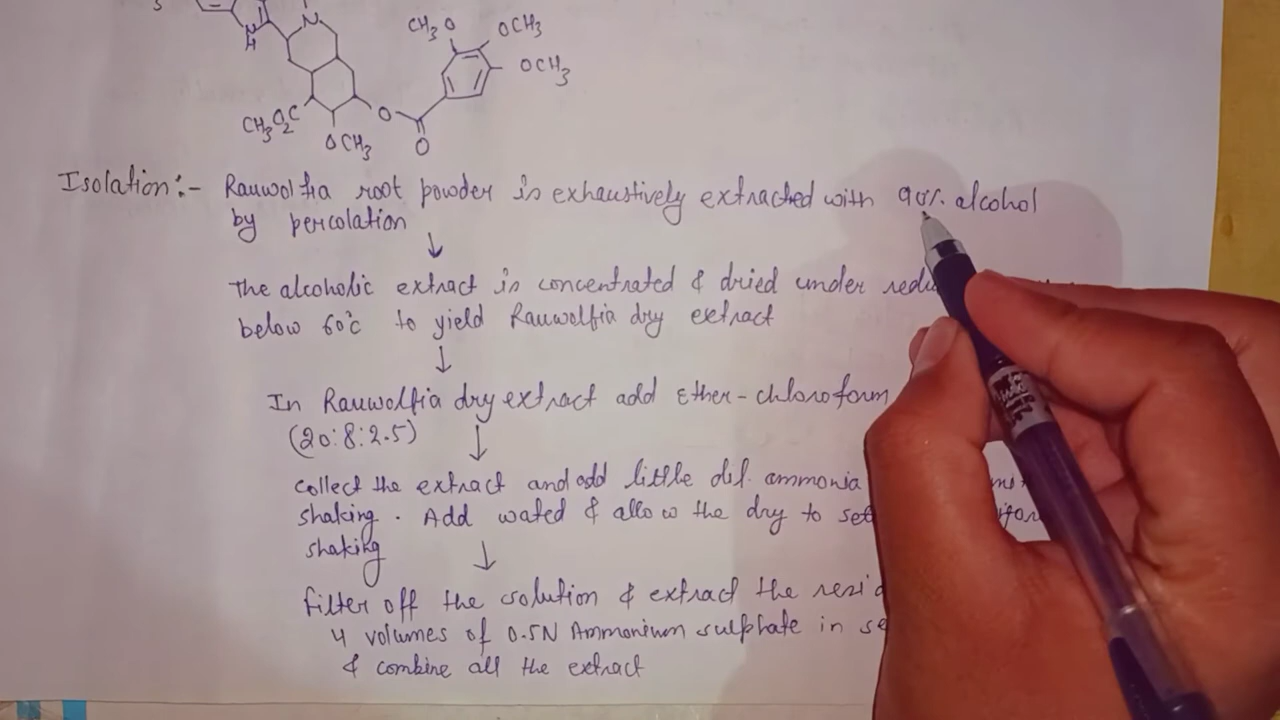 N
N
H
CH3O
OCH3
OCH3
CH3O2C
O
OCH3
O
Isolation:- Rauwolfia root powder is exhaustively extracted with 90% alcohol
by percolation
↓
The alcoholic extract is concentrated & dried under
below 60°c to yield Rauwolfia dry extract
↓
In Rauwolfia dry extract add Ether-chloroform
(20:8:2.5)
↓
collect the extract and add little dil. ammonia
shaking. Add wated & allow the dry to
shaking
↓
filter off the solution & extract the
4 volumes of 0.5N Ammonium sulphate in
& combine all the extract